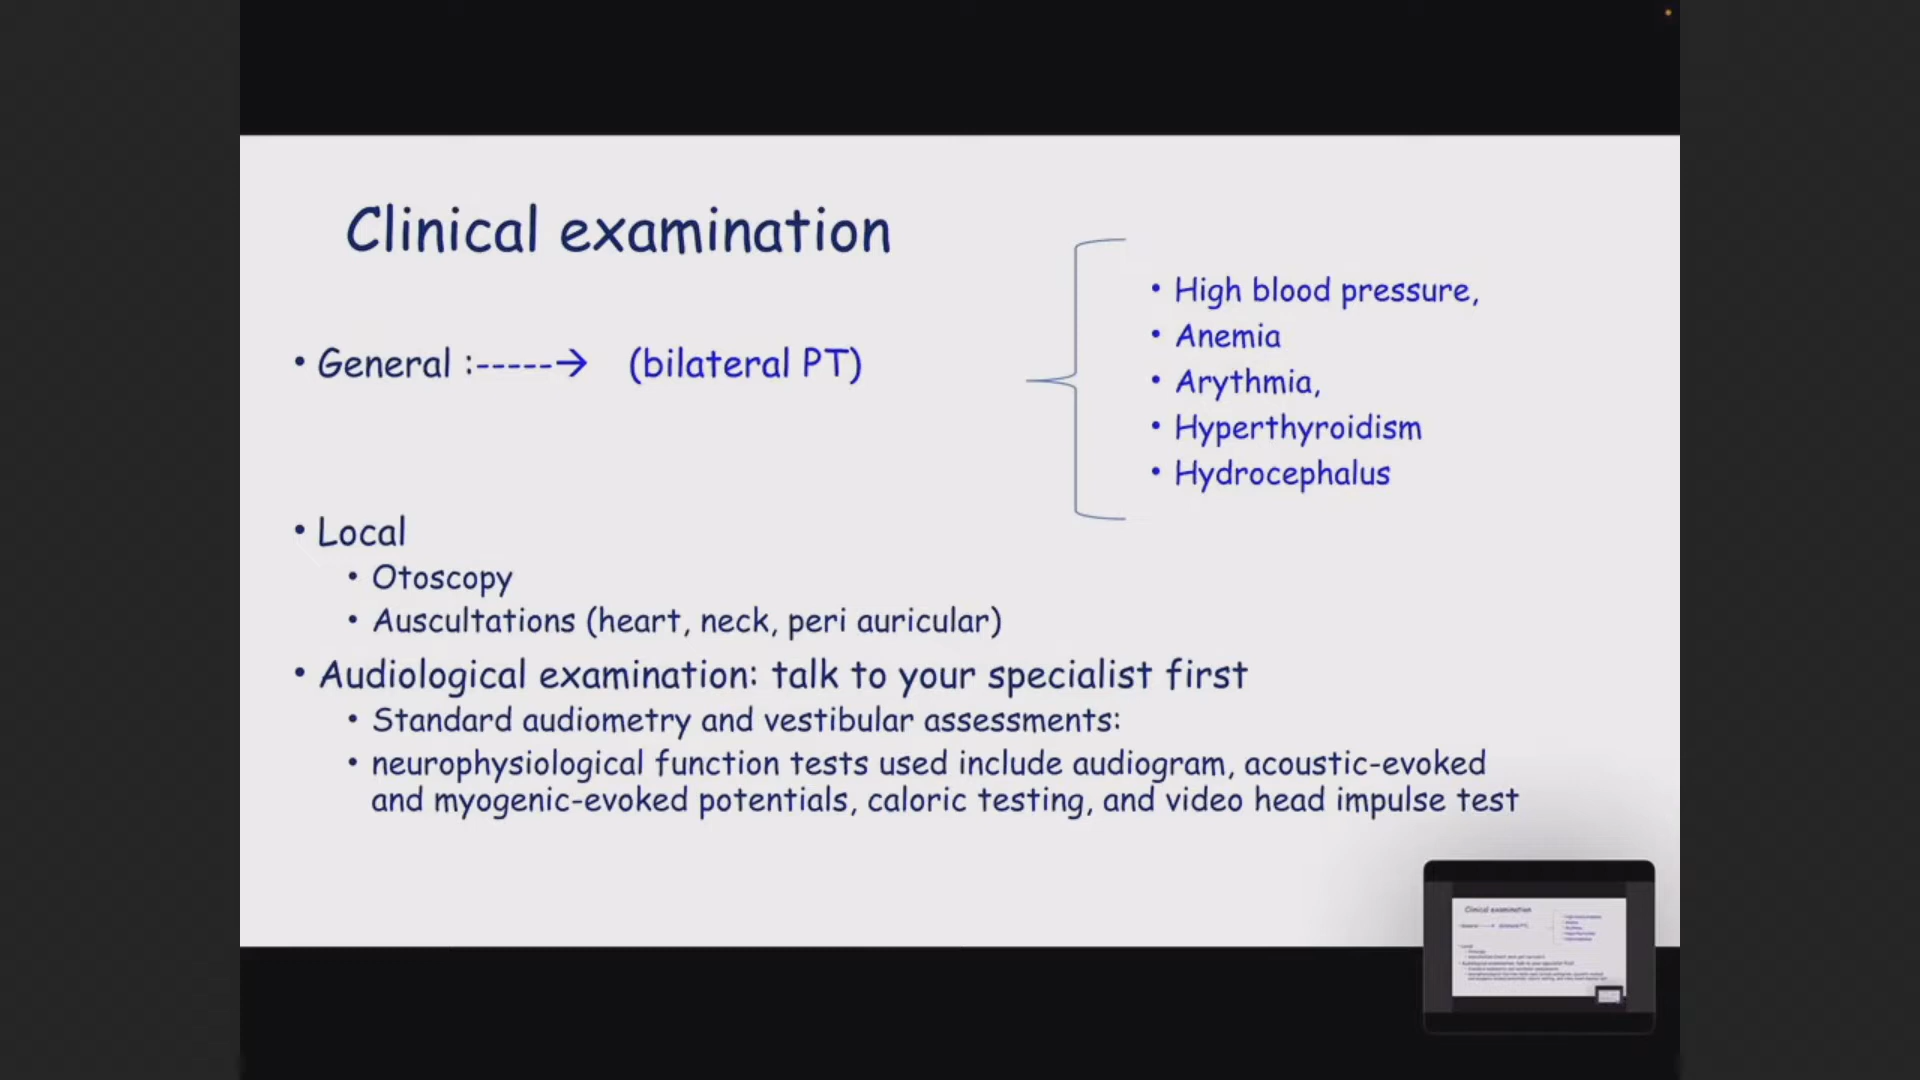 Clinical examination
• General :-----→ (bilateral PT)
• High blood pressure,
• Anemia
• Arythmia,
• Hyperthyroidism
• Hydrocephalus
• Local
• Otoscopy
• Auscultations (heart, neck, peri auricular)
• Audiological examination: talk to your specialist first
• Standard audiometry and vestibular assessments:
• neurophysiological function tests used include audiogram, acoustic-evoked
and myogenic-evoked potentials, caloric testing, and video head impulse test
Clinical examination